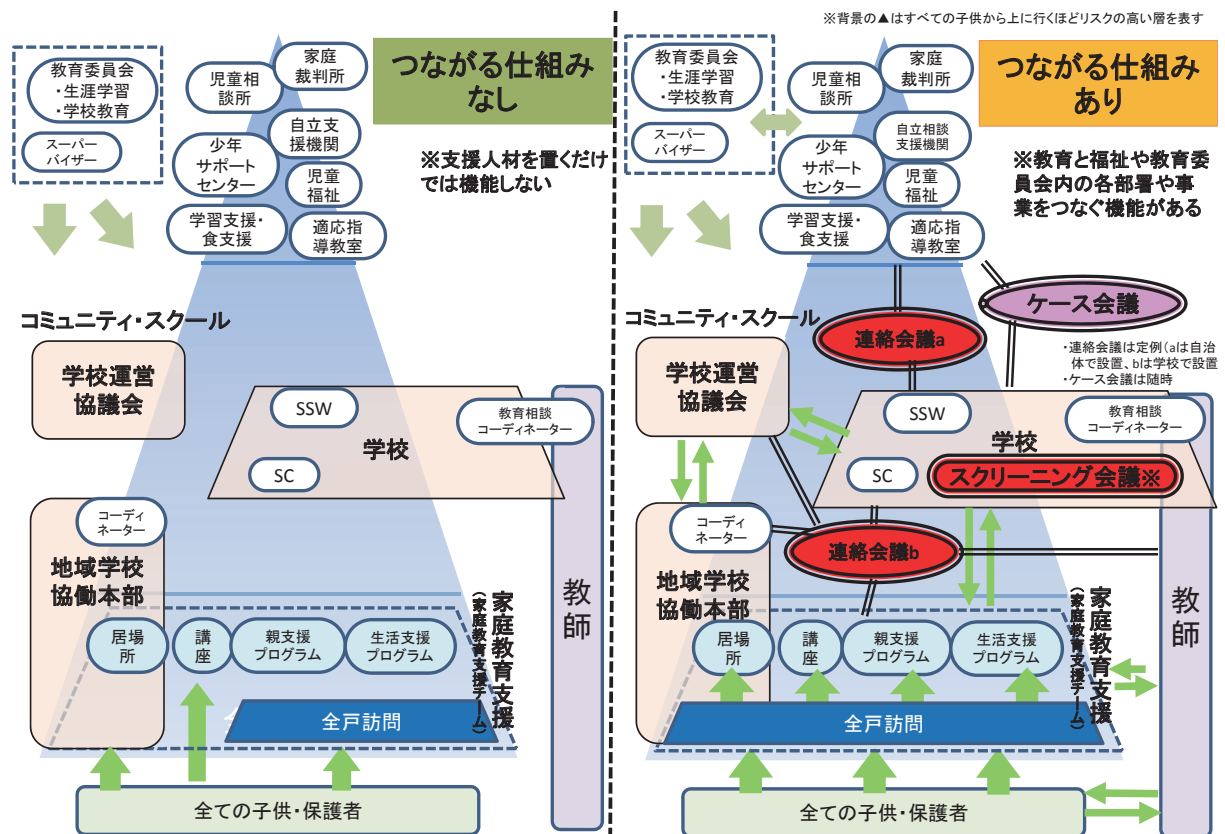 ※背景の▲はすべての子供から上に行くほどリスクの高い層を表す
教育委員会
・生涯学習
・学校教育
スーパー
バイザー
児童相
談所
家庭
裁判所
少年
サポート
センター
自立支
援機関
児童
福祉
学習支援・
食支援
適応指
導教室
つながる仕組み
なし
※支援人材を置くだけ
では機能しない
コミュニティ・スクール
学校運営
協議会
SSW
教育相談
コーディネーター
学校
SC
コーディ
ネーター
地域学校
協働本部
居場
所
講
座
親支援
プログラム
生活支援
プログラム
家庭教育支援
(家庭教育支援チーム)
全戸訪問
教師
全ての子供・保護者
教育委員会
・生涯学習
・学校教育
スーパー
バイザー
児童相
談所
家庭
裁判所
少年
サポート
センター
自立相談
支援機関
児童
福祉
学習支援・
食支援
適応指
導教室
つながる仕組み
あり
※教育と福祉や教育委
員会内の各部署や事
業をつなぐ機能がある
コミュニティ・スクール
連絡会議a
ケース会議
・連絡会議は定例(aは自治
体で設置、bは学校で設置
・ケース会議は随時
学校運営
協議会
SSW
教育相談
コーディネーター
学校
SC
スクリーニング会議※
コーディ
ネーター
連絡会議b
地域学校
協働本部
居場
所
講
座
親支援
プログラム
生活支援
プログラム
家庭教育支援
(家庭教育支援チーム)
全戸訪問
教師
全ての子供・保護者